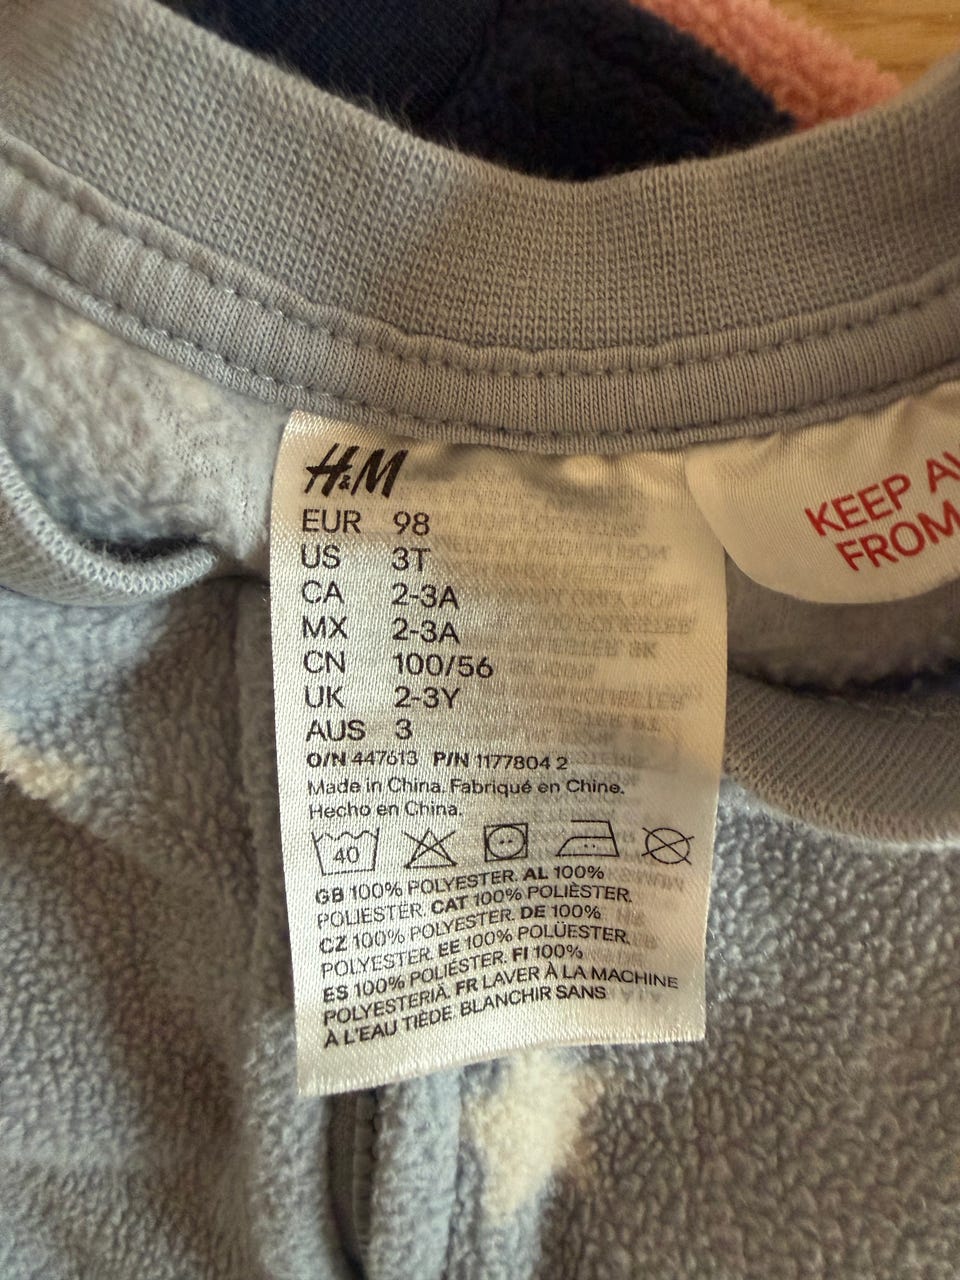 H&M
EUR 98
US 3T
CA 2-3A
MX 2-3A
CN 100/56
UK 2-3Y
AUS 3
O/N 447613 P/N 1177804 2
Made in China. Fabriqué en Chine.
Hecho en China.
40
GB 100% POLYESTER. AL 100%
POLIESTER. CAT 100% POLIÈSTER.
CZ 100% POLYESTER. DE 100%
POLYESTER. EE 100% POLÜESTER.
ES 100% POLIÉSTER. FI 100%
POLYESTERIÄ. FR LAVER À LA MACHINE
À L'EAU TIÈDE. BLANCHIR SANS
KEEP
FROM